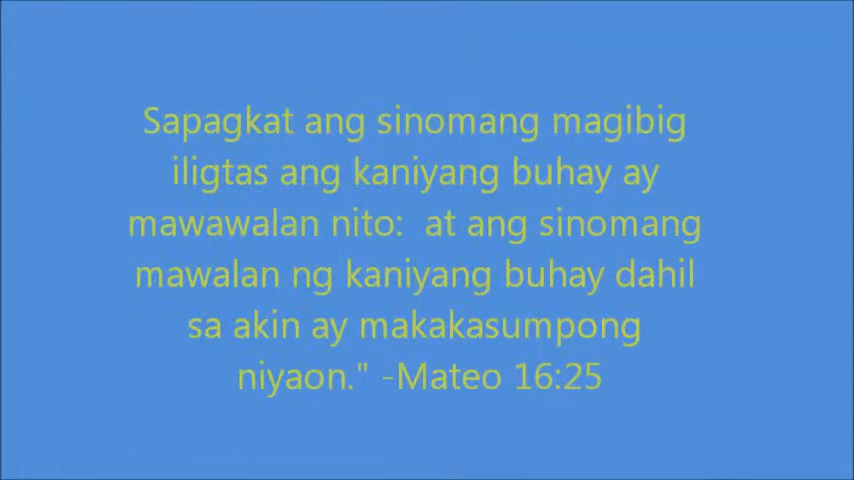 Sapagkat ang sinomang magibig
iligtas ang kaniyang buhay ay
mawawalan nito:  at ang sinomang
mawalan ng kaniyang buhay dahil
sa akin ay makakasumpong
niyaon." -Mateo 16:25